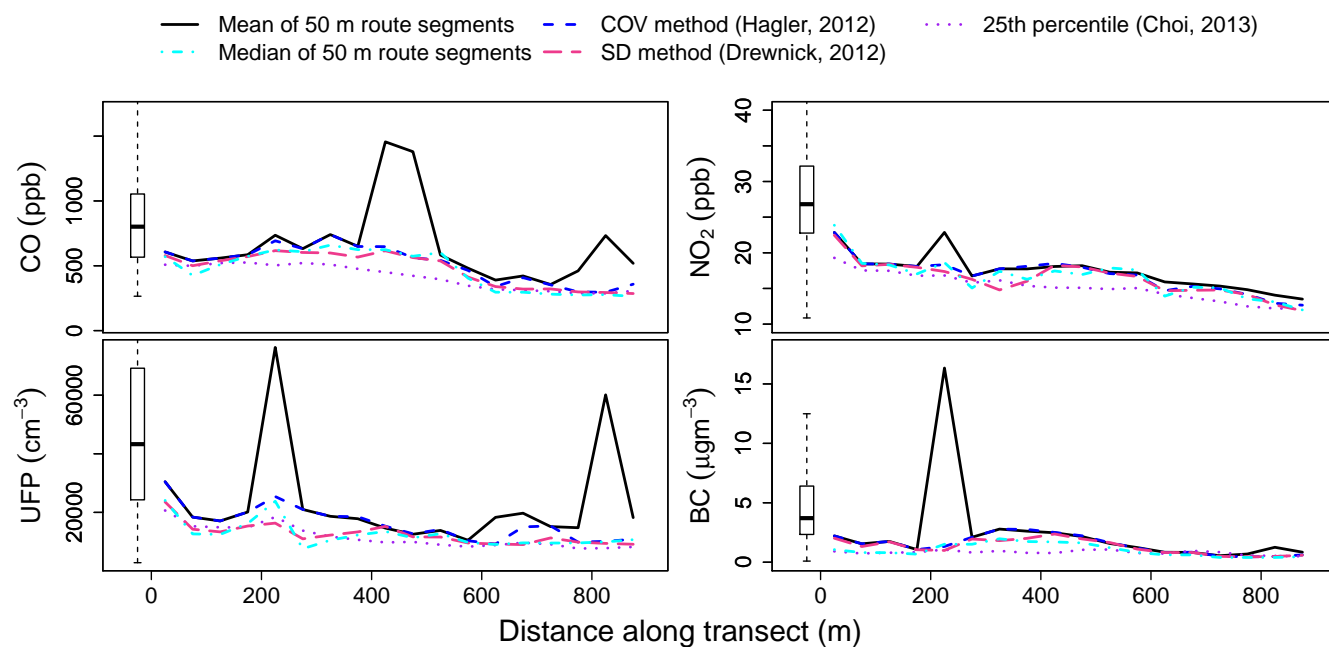 Mean of 50 m route segments COV method (Hagler, 2012) 25th percentile (Choi, 2013)
Median of 50 m route segments SD method (Drewnick, 2012)
CO (ppb)
0 500 1000
NO₂ (ppb)
10 20 30 40
UFP (cm⁻³)
20000 60000
BC (μgm⁻³)
0 5 10 15
0 200 400 600 800
0 200 400 600 800
Distance along transect (m)